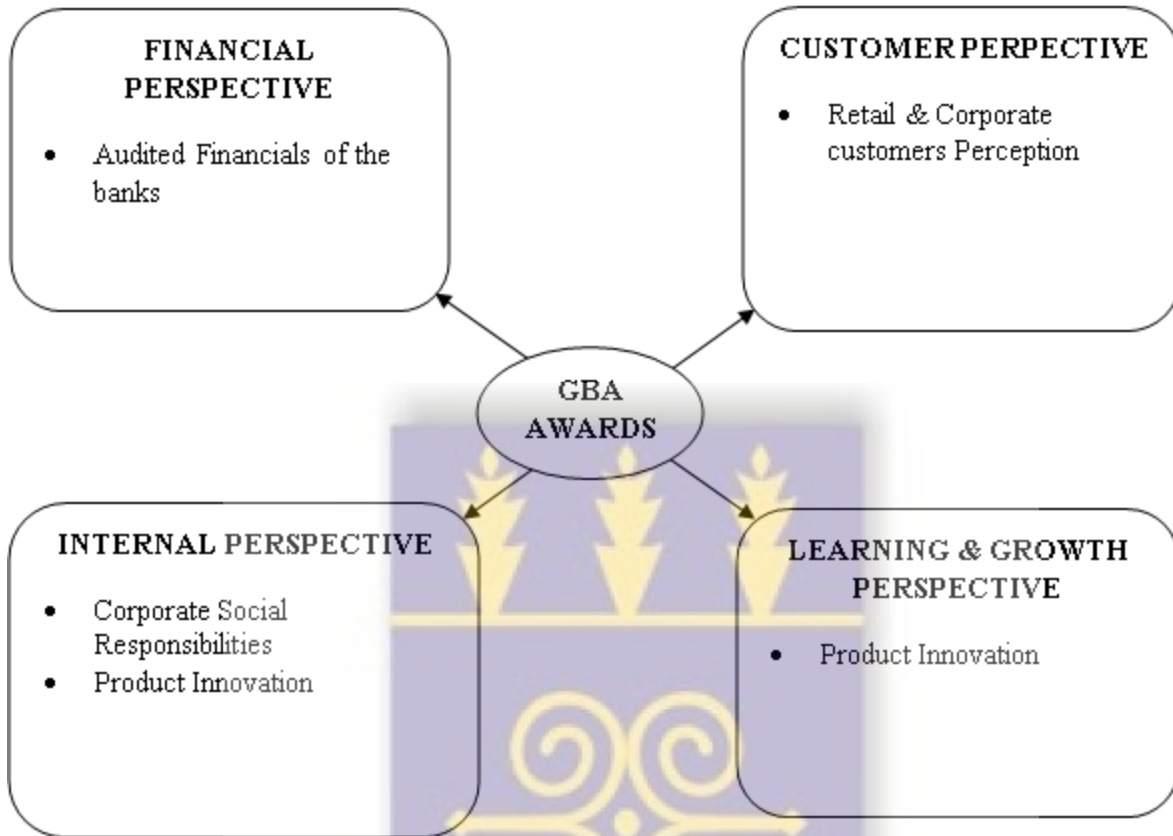 FINANCIAL
PERSPECTIVE
• Audited Financials of the
banks
CUSTOMER PERPECTIVE
• Retail & Corporate
customers Perception
GBA
AWARDS
INTERNAL PERSPECTIVE
• Corporate Social
Responsibilities
• Product Innovation
LEARNING & GROWTH
PERSPECTIVE
• Product Innovation